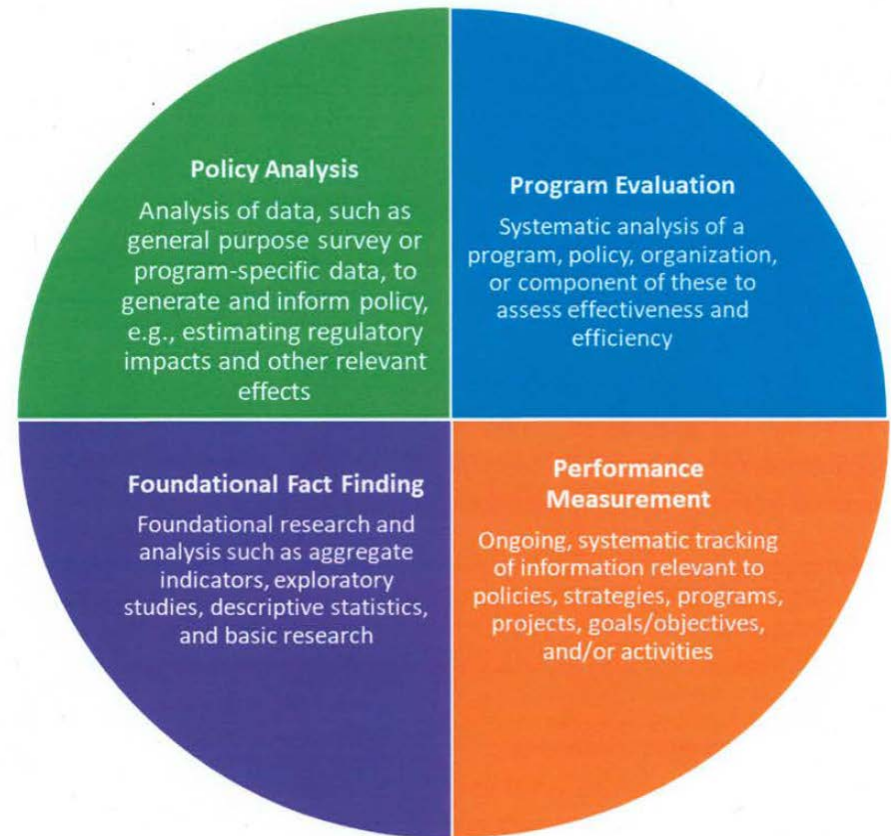 Policy Analysis
Analysis of data, such as
general purpose survey or
program-specific data, to
generate and inform policy,
e.g., estimating regulatory
impacts and other relevant
effects
Program Evaluation
Systematic analysis of a
program, policy, organization,
or component of these to
assess effectiveness and
efficiency
Foundational Fact Finding
Foundational research and
analysis such as aggregate
indicators, exploratory
studies, descriptive statistics,
and basic research
Performance
Measurement
Ongoing, systematic tracking
of information relevant to
policies, strategies, programs,
projects, goals/objectives,
and/or activities